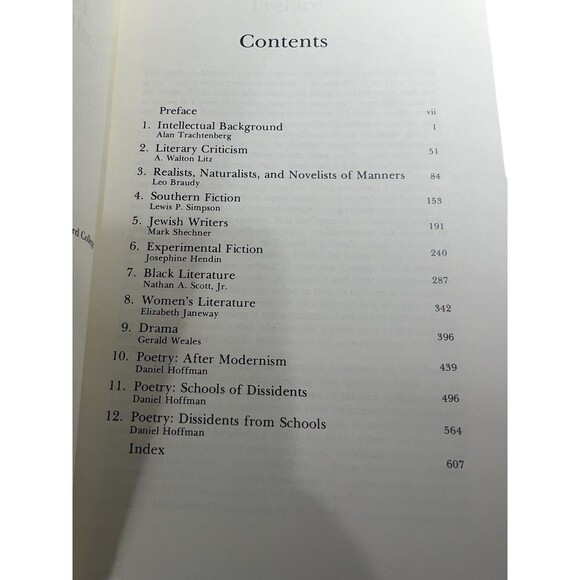 Contents
Preface vii
1. Intellectual Background 1
Alan Trachtenberg
2. Literary Criticism 51
A. Walton Litz
3. Realists, Naturalists, and Novelists of Manners 84
Leo Braudy
4. Southern Fiction 153
Lewis P. Simpson
5. Jewish Writers 191
Mark Shechner
6. Experimental Fiction 240
Josephine Hendin
7. Black Literature 287
Nathan A. Scott, Jr.
8. Women's Literature 342
Elizabeth Janeway
9. Drama 396
Gerald Weales
10. Poetry: After Modernism 439
Daniel Hoffman
11. Poetry: Schools of Dissidents 496
Daniel Hoffman
12. Poetry: Dissidents from Schools 564
Daniel Hoffman
Index 607